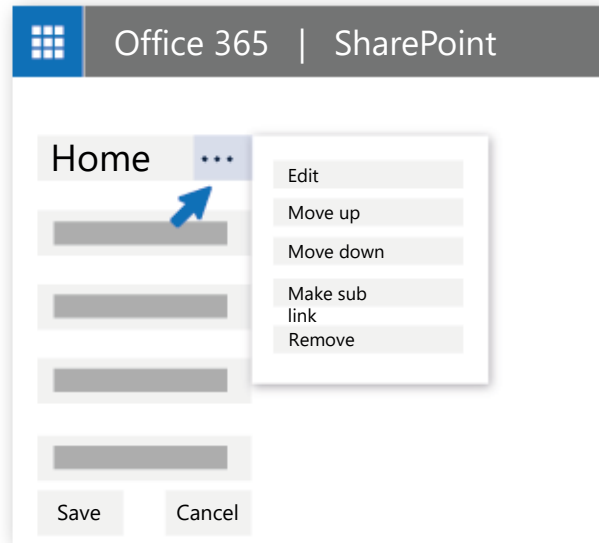 Office 365 | SharePoint
Home ...
Edit
Move up
Move down
Make sub
link
Remove
Save Cancel